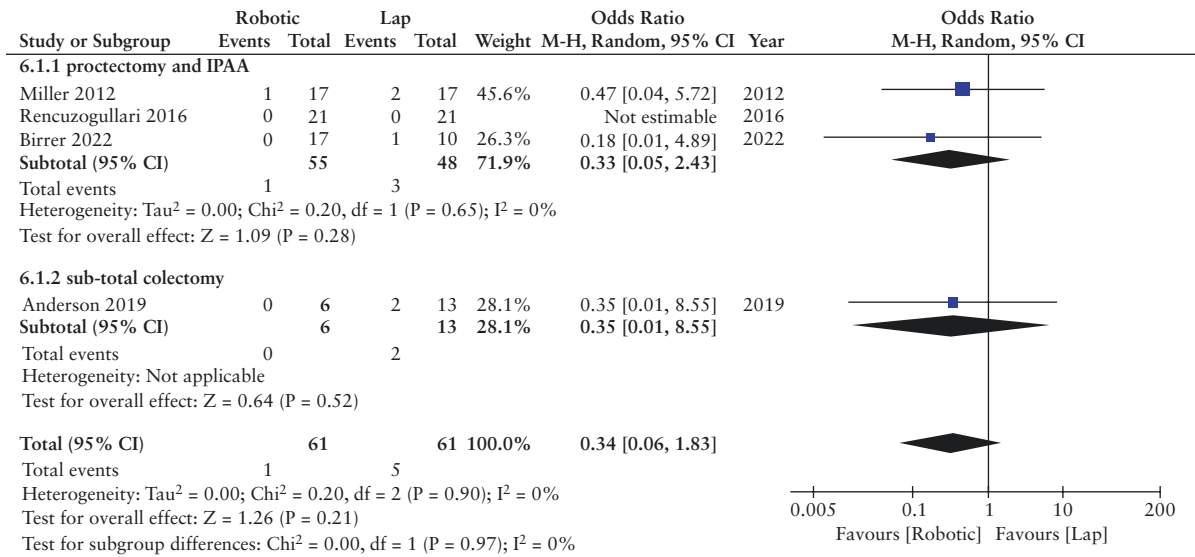 Robotic Lap Odds Ratio Odds Ratio
Study or Subgroup Events Total Events Total Weight M-H, Random, 95% CI Year M-H, Random, 95% CI
6.1.1 proctectomy and IPAA
Miller 2012 1 17 2 17 45.6% 0.47 [0.04, 5.72] 2012
Rencuzogullari 2016 0 21 0 21 Not estimable 2016
Birrer 2022 0 17 1 10 26.3% 0.18 [0.01, 4.89] 2022
Subtotal (95% CI) 55 48 71.9% 0.33 [0.05, 2.43]
Total events 1 3
Heterogeneity: Tau² = 0.00; Chi² = 0.20, df = 1 (P = 0.65); I² = 0%
Test for overall effect: Z = 1.09 (P = 0.28)
6.1.2 sub-total colectomy
Anderson 2019 0 6 2 13 28.1% 0.35 [0.01, 8.55] 2019
Subtotal (95% CI) 6 13 28.1% 0.35 [0.01, 8.55]
Total events 0 2
Heterogeneity: Not applicable
Test for overall effect: Z = 0.64 (P = 0.52)
Total (95% CI) 61 61 100.0% 0.34 [0.06, 1.83]
Total events 1 5
Heterogeneity: Tau² = 0.00; Chi² = 0.20, df = 2 (P = 0.90); I² = 0%
Test for overall effect: Z = 1.26 (P = 0.21)
Test for subgroup differences: Chi² = 0.00, df = 1 (P = 0.97); I² = 0%
0.005 0.1 1 10 200
Favours [Robotic] Favours [Lap]